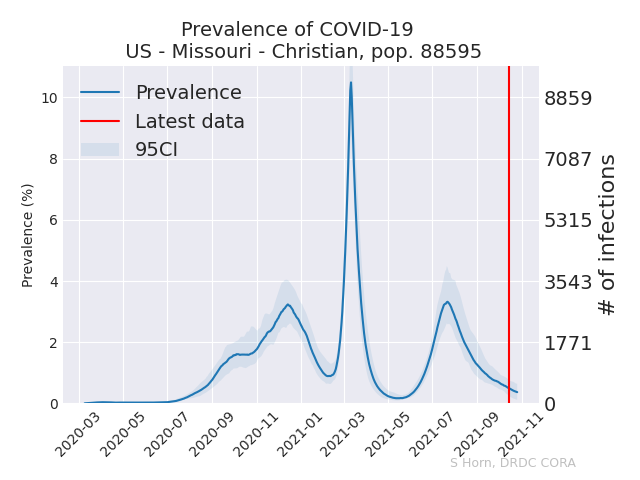 Prevalence of COVID-19
US - Missouri - Christian, pop. 88595
Prevalence
Latest data
95CI
Prevalence (%)
10
8
6
4
2
0
8859
7087
5315
3543
1771
0
# of infections
2020-03
2020-05
2020-07
2020-09
2020-11
2021-01
2021-03
2021-05
2021-07
2021-09
2021-11
S Horn, DRDC CORA